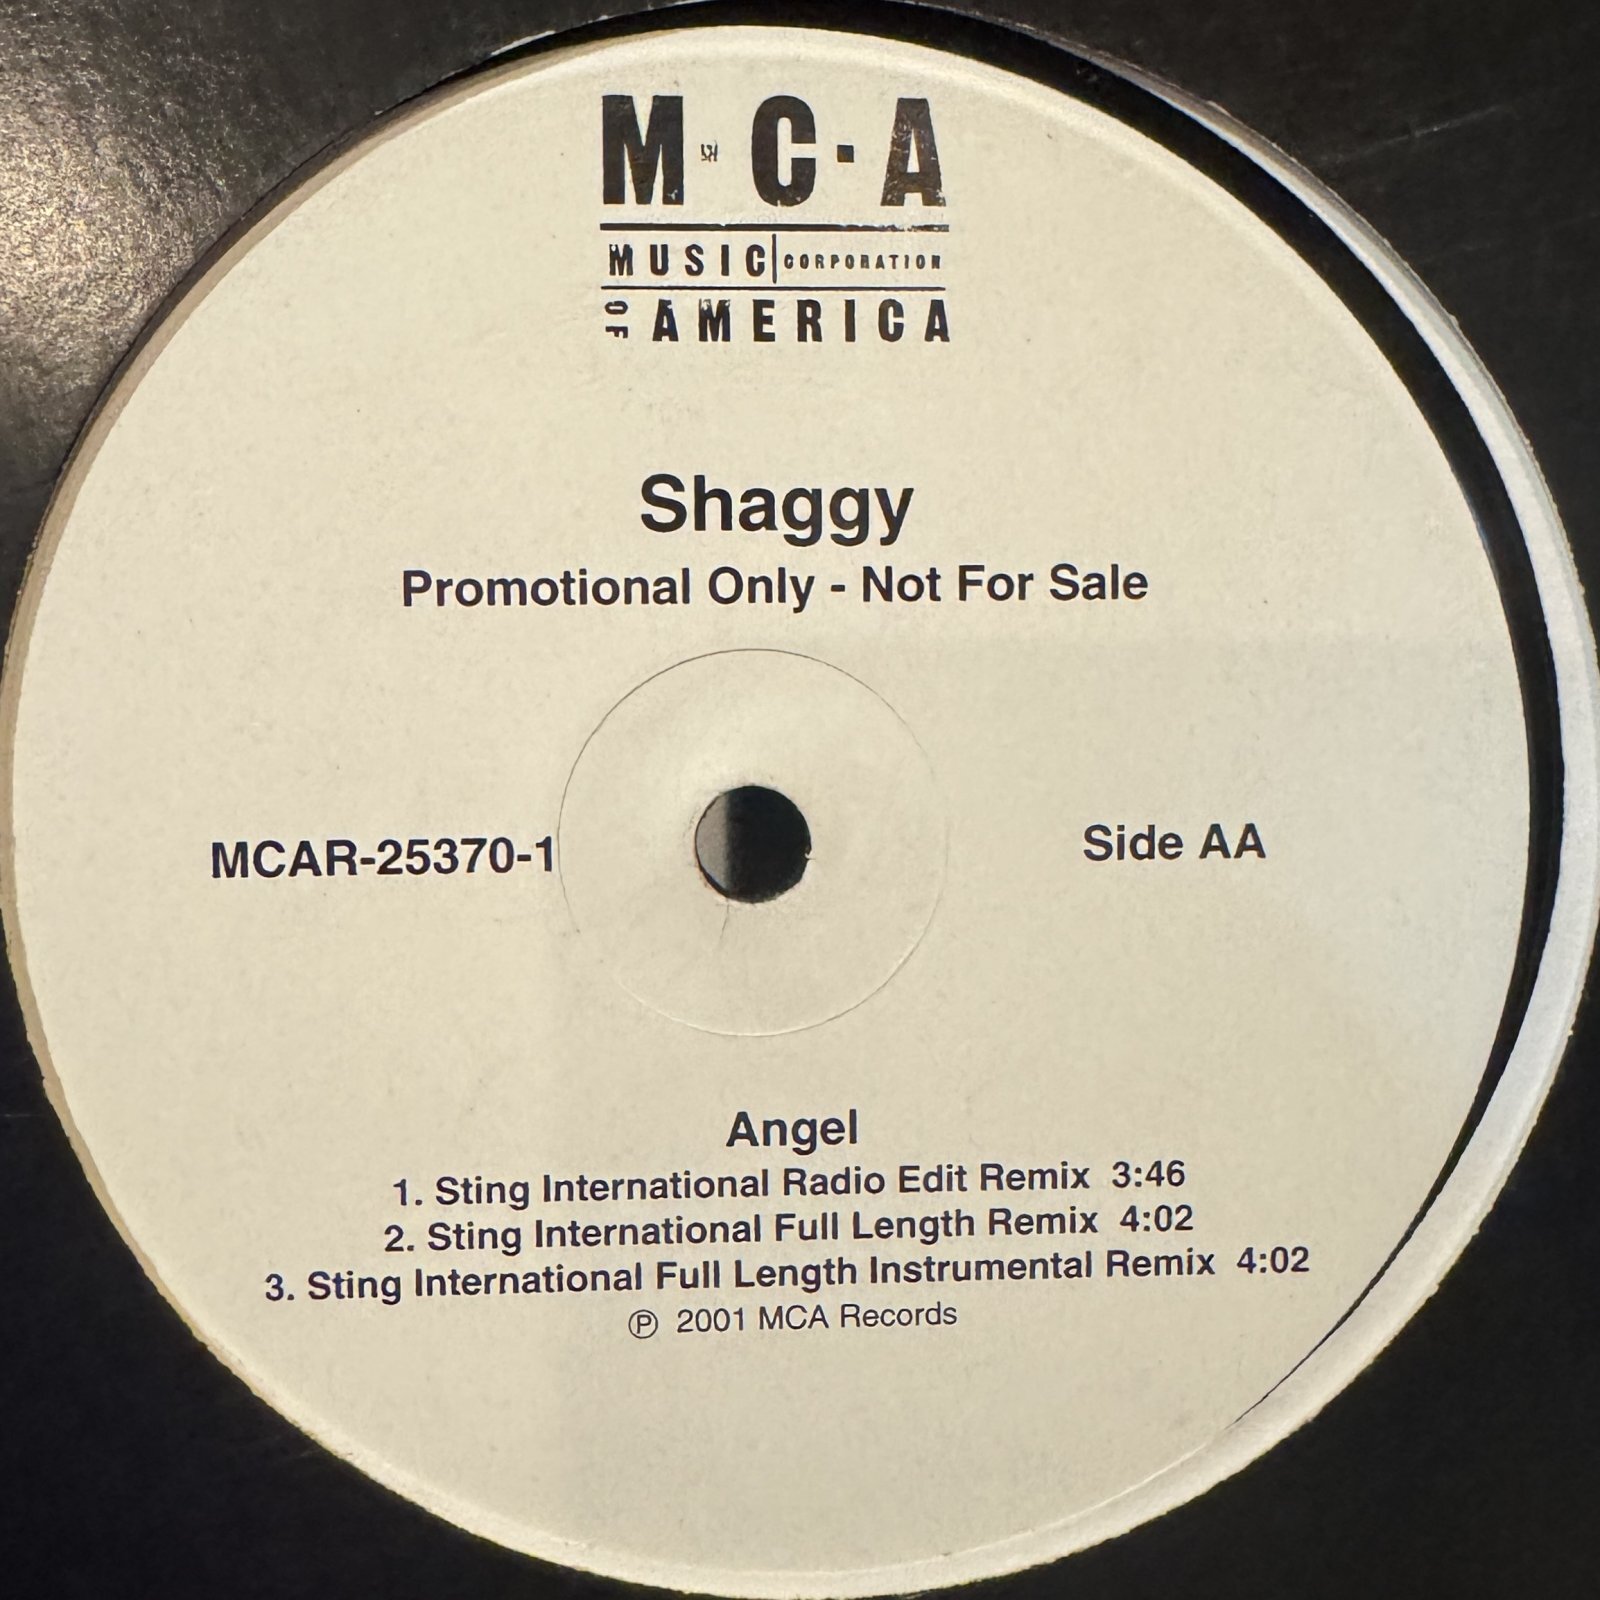 M·C·A
MUSIC CORPORATION
OF AMERICA
Shaggy
Promotional Only - Not For Sale
MCAR-25370-1
Side AA
Angel
1. Sting International Radio Edit Remix 3:46
2. Sting International Full Length Remix 4:02
3. Sting International Full Length Instrumental Remix 4:02
℗ 2001 MCA Records